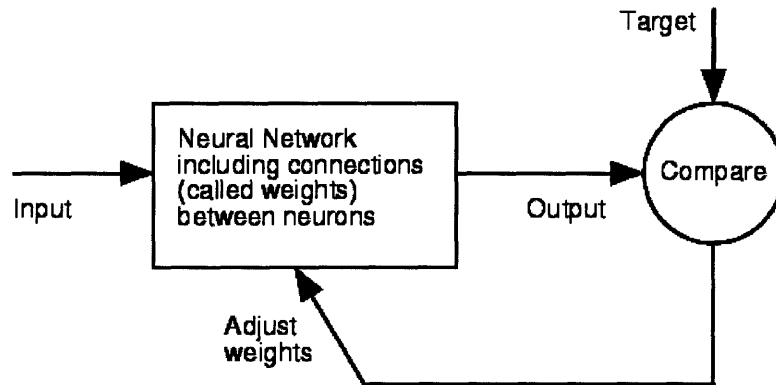 Target
Neural Network
including connections
(called weights)
between neurons
Compare
Input
Output
Adjust
weights